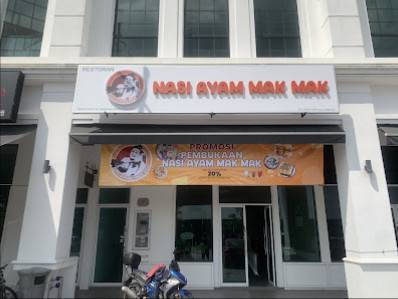 RESTORAN
NASI AYAM MAK MAK
PROMOSI
PEMBUKAAN
NASI AYAM MAK MAK
20%